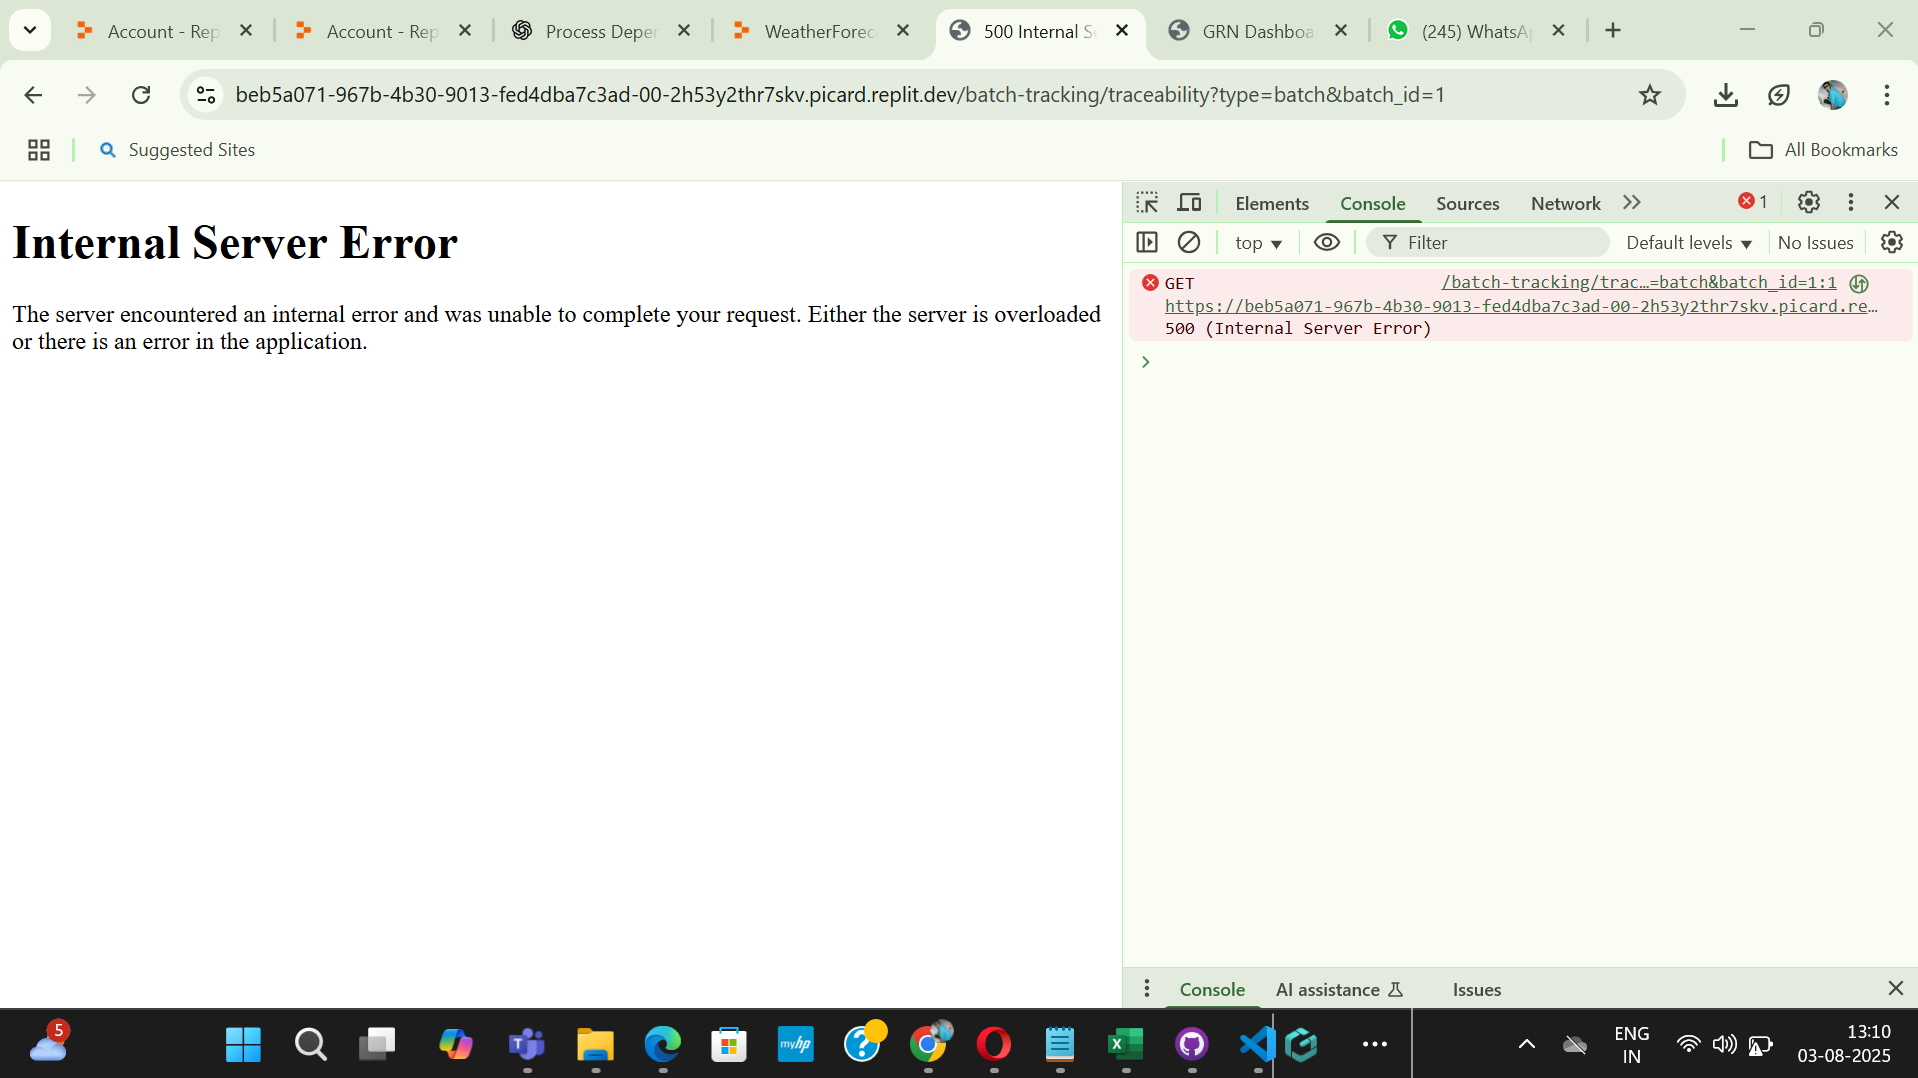 Account - Rep
Account - Rep
Process Deper
WeatherForec
500 Internal Se
GRN Dashboa
(245) WhatsAp
beb5a071-967b-4b30-9013-fed4dba7c3ad-00-2h53y2thr7skv.picard.replit.dev/batch-tracking/traceability?type=batch&batch_id=1
Suggested Sites
All Bookmarks
Internal Server Error
The server encountered an internal error and was unable to complete your request. Either the server is overloaded
or there is an error in the application.
Elements
Console
Sources
Network
1
top
Filter
Default levels
No Issues
GET
/batch-tracking/trac…=batch&batch_id=1:1
https://beb5a071-967b-4b30-9013-fed4dba7c3ad-00-2h53y2thr7skv.picard.re…
500 (Internal Server Error)
Console
AI assistance
Issues
5
myhp
ENG
IN
13:10
03-08-2025